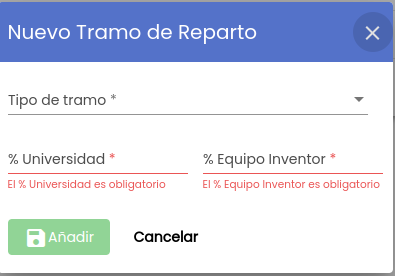 Nuevo Tramo de Reparto
Tipo de tramo *
% Universidad *
% Equipo Inventor *
El % Universidad es obligatorio
El % Equipo Inventor es obligatorio
Añadir
Cancelar